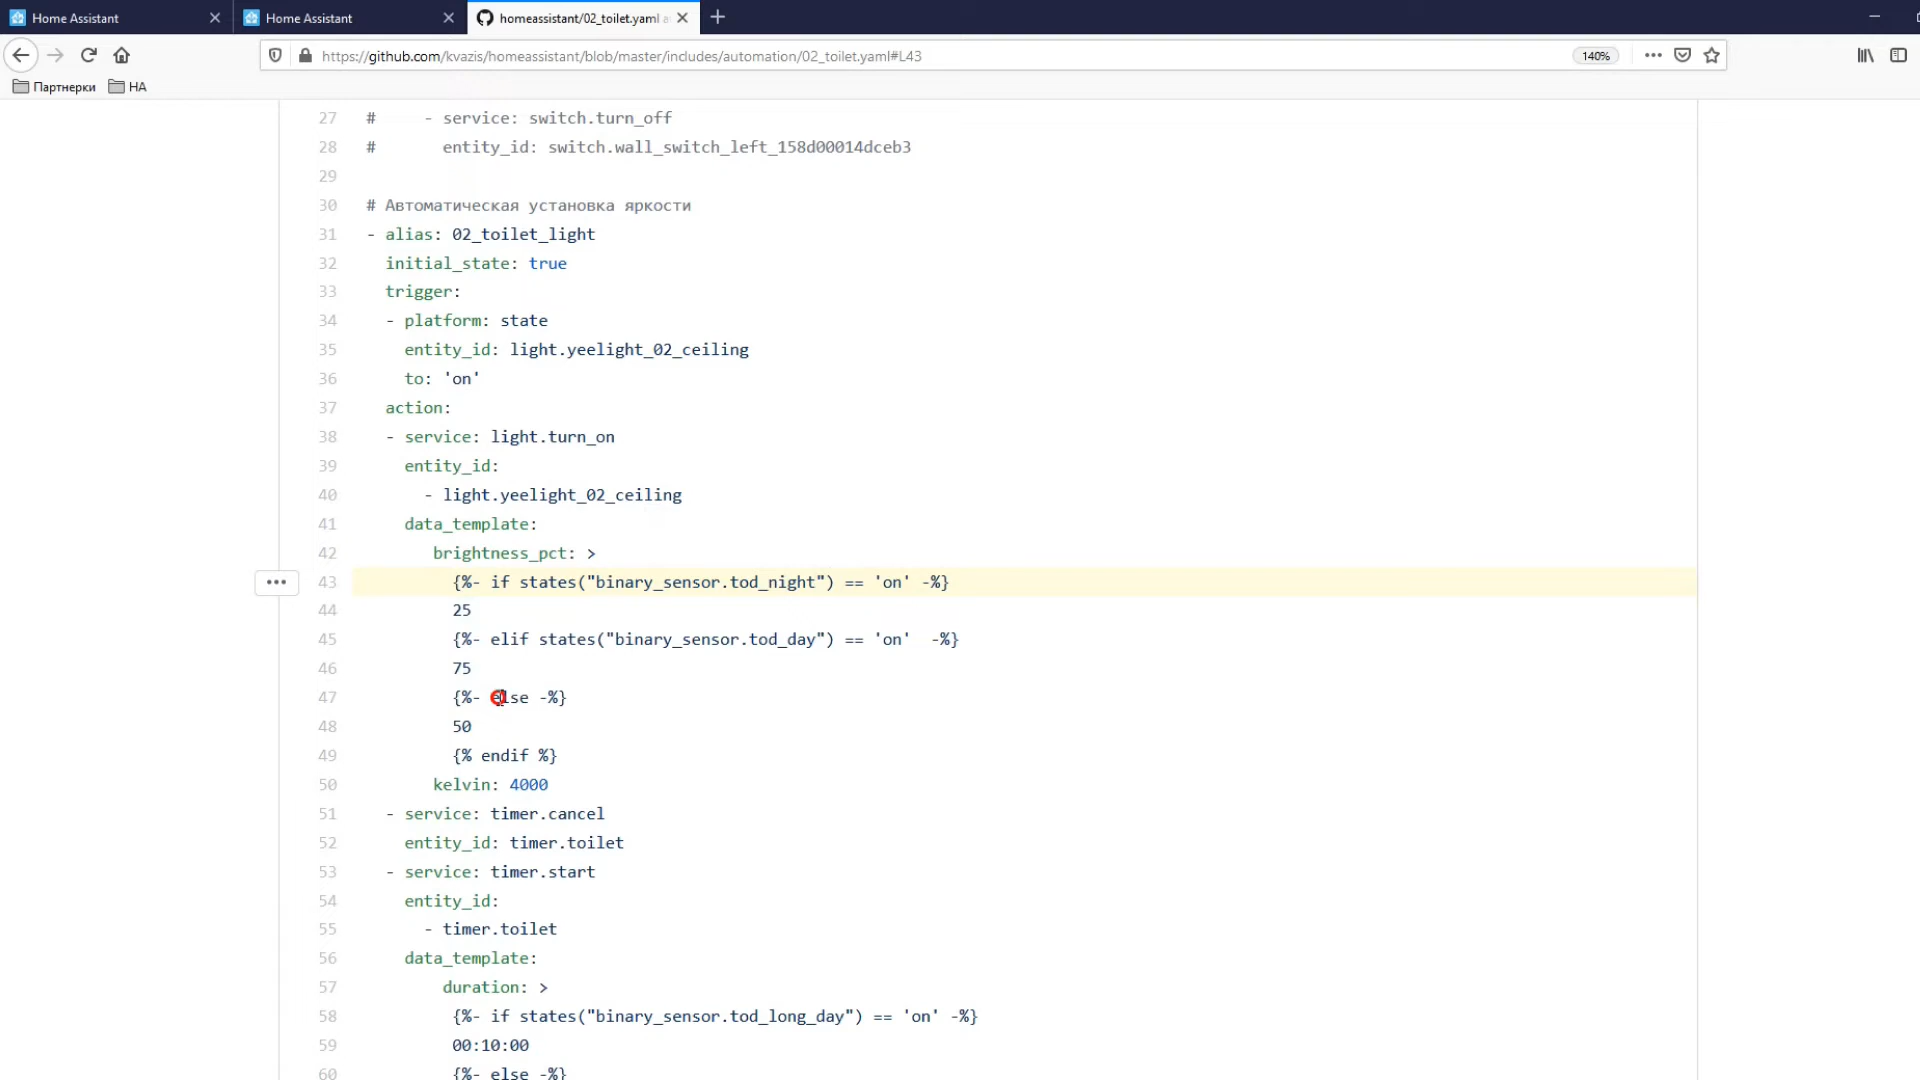 Home Assistant
Home Assistant
homeassistant/02_toilet.yaml a
https://github.com/kvazis/homeassistant/blob/master/includes/automation/02_toilet.yaml#L43
140%
Партнерки
HA
27 # - service: switch.turn_off
28 # entity_id: switch.wall_switch_left_158d00014dceb3
29
30 # Автоматическая установка яркости
31 - alias: 02_toilet_light
32 initial_state: true
33 trigger:
34 - platform: state
35 entity_id: light.yeelight_02_ceiling
36 to: 'on'
37 action:
38 - service: light.turn_on
39 entity_id:
40 - light.yeelight_02_ceiling
41 data_template:
42 brightness_pct: >
43 {%- if states("binary_sensor.tod_night") == 'on' -%}
44 25
45 {%- elif states("binary_sensor.tod_day") == 'on'  -%}
46 75
47 {%- else -%}
48 50
49 {% endif %}
50 kelvin: 4000
51 - service: timer.cancel
52 entity_id: timer.toilet
53 - service: timer.start
54 entity_id:
55 - timer.toilet
56 data_template:
57 duration: >
58 {%- if states("binary_sensor.tod_long_day") == 'on' -%}
59 00:10:00
60 {%- else -%}